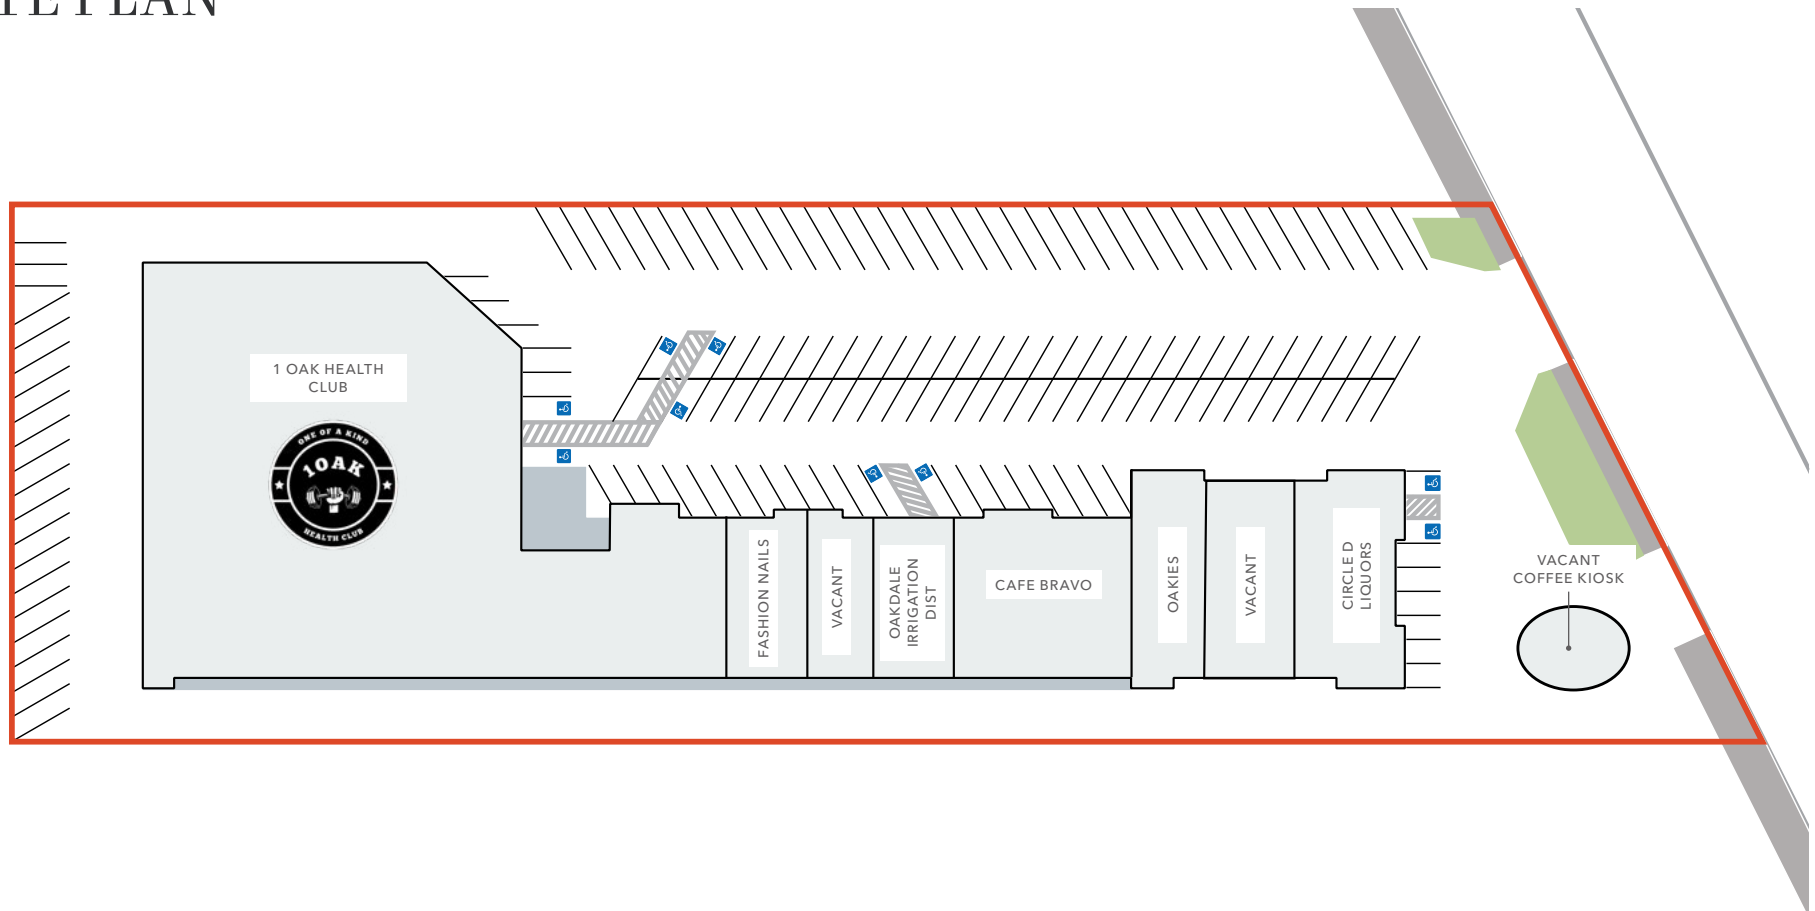 1 OAK HEALTH
CLUB
ONE OF A KIND
1OAK
HEALTH CLUB
FASHION NAILS
VACANT
OAKDALE
IRRIGATION
DIST
CAFE BRAVO
OAKIES
VACANT
CIRCLE D
LIQUORS
VACANT
COFFEE KIOSK